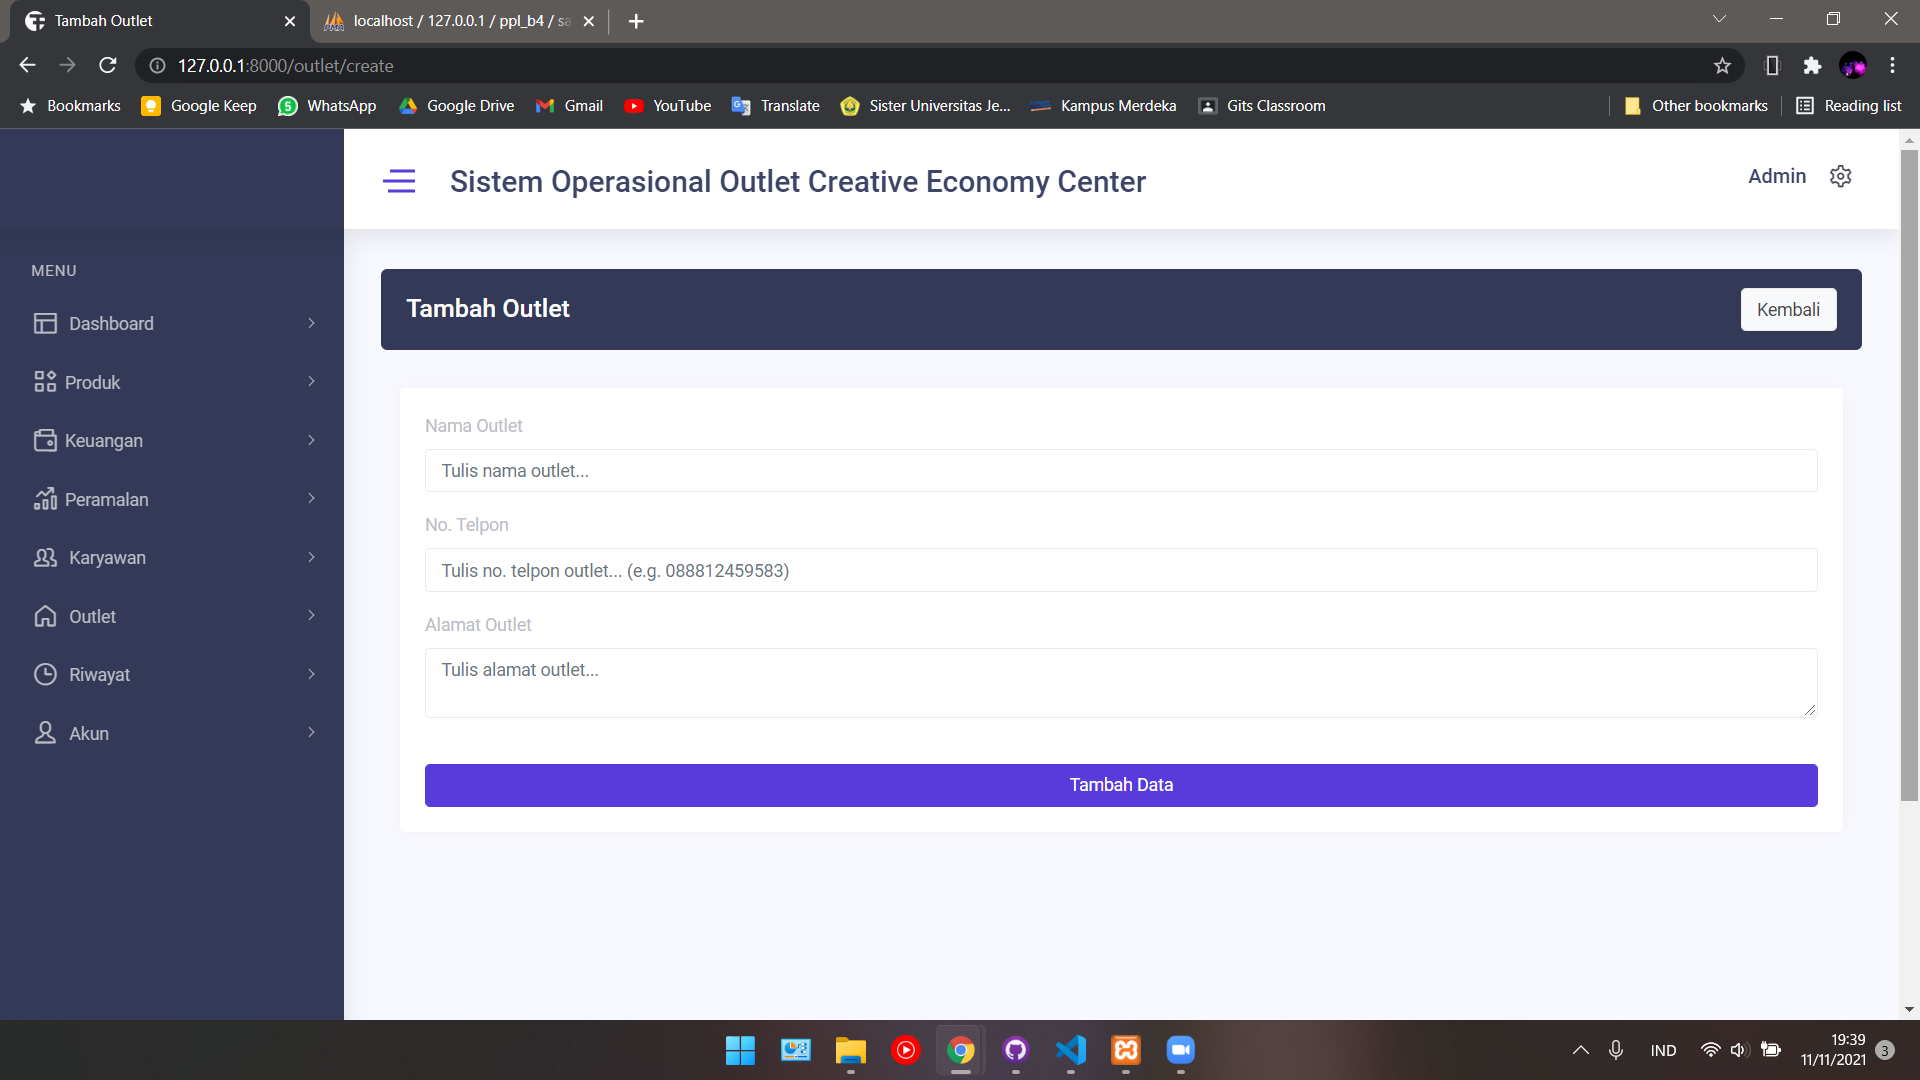 Tambah Outlet
localhost / 127.0.0.1 / ppl_b4 / sa
127.0.0.1:8000/outlet/create
Bookmarks
Google Keep
WhatsApp
Google Drive
Gmail
YouTube
Translate
Sister Universitas Je...
Kampus Merdeka
Gits Classroom
Other bookmarks
Reading list
Sistem Operasional Outlet Creative Economy Center
Admin
MENU
Dashboard
Produk
Keuangan
Peramalan
Karyawan
Outlet
Riwayat
Akun
Tambah Outlet
Kembali
Nama Outlet
Tulis nama outlet...
No. Telpon
Tulis no. telpon outlet... (e.g. 088812459583)
Alamat Outlet
Tulis alamat outlet...
Tambah Data
IND
19:39
11/11/2021
3